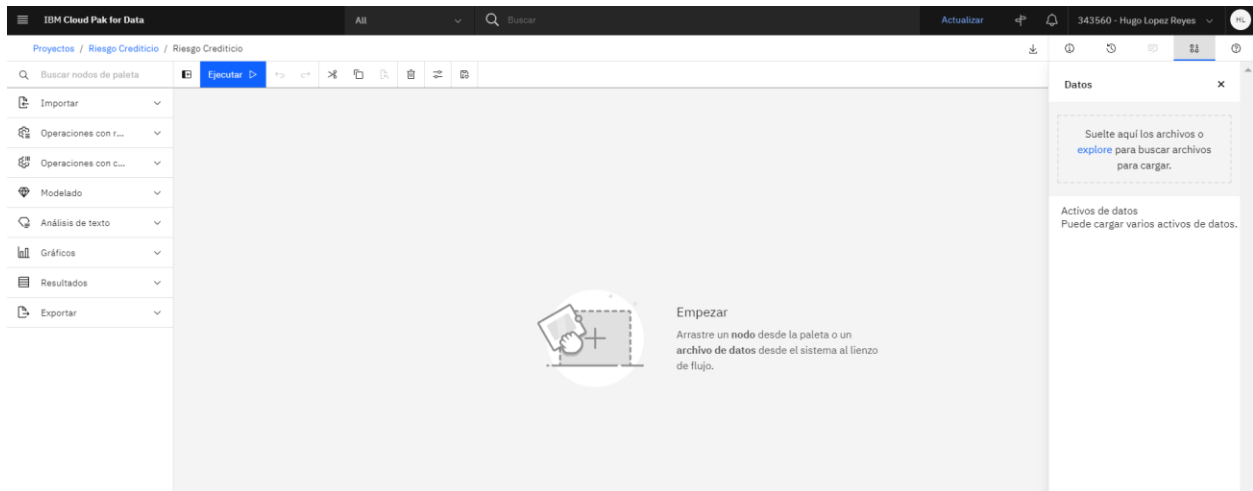 IBM Cloud Pak for Data
All
Buscar
Actualizar
343560 - Hugo Lopez Reyes
HL
Proyectos / Riesgo Crediticio / Riesgo Crediticio
Buscar nodos de paleta
Ejecutar
Importar
Operaciones con r...
Operaciones con c...
Modelado
Análisis de texto
Gráficos
Resultados
Exportar
Empezar
Arrastre un nodo desde la paleta o un
archivo de datos desde el sistema al lienzo
de flujo.
Datos
Suelte aquí los archivos o
explore para buscar archivos
para cargar.
Activos de datos
Puede cargar varios activos de datos.